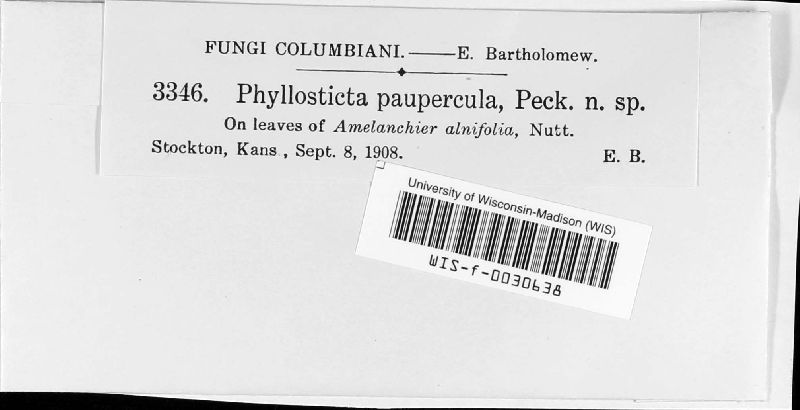 FUNGI COLUMBIANI.——E. Bartholomew.
3346. Phyllosticta paupercula, Peck. n. sp.
On leaves of Amelanchier alnifolia, Nutt.
Stockton, Kans., Sept. 8, 1908. E. B.
University of Wisconsin-Madison (WIS)
WIS-f-0030638